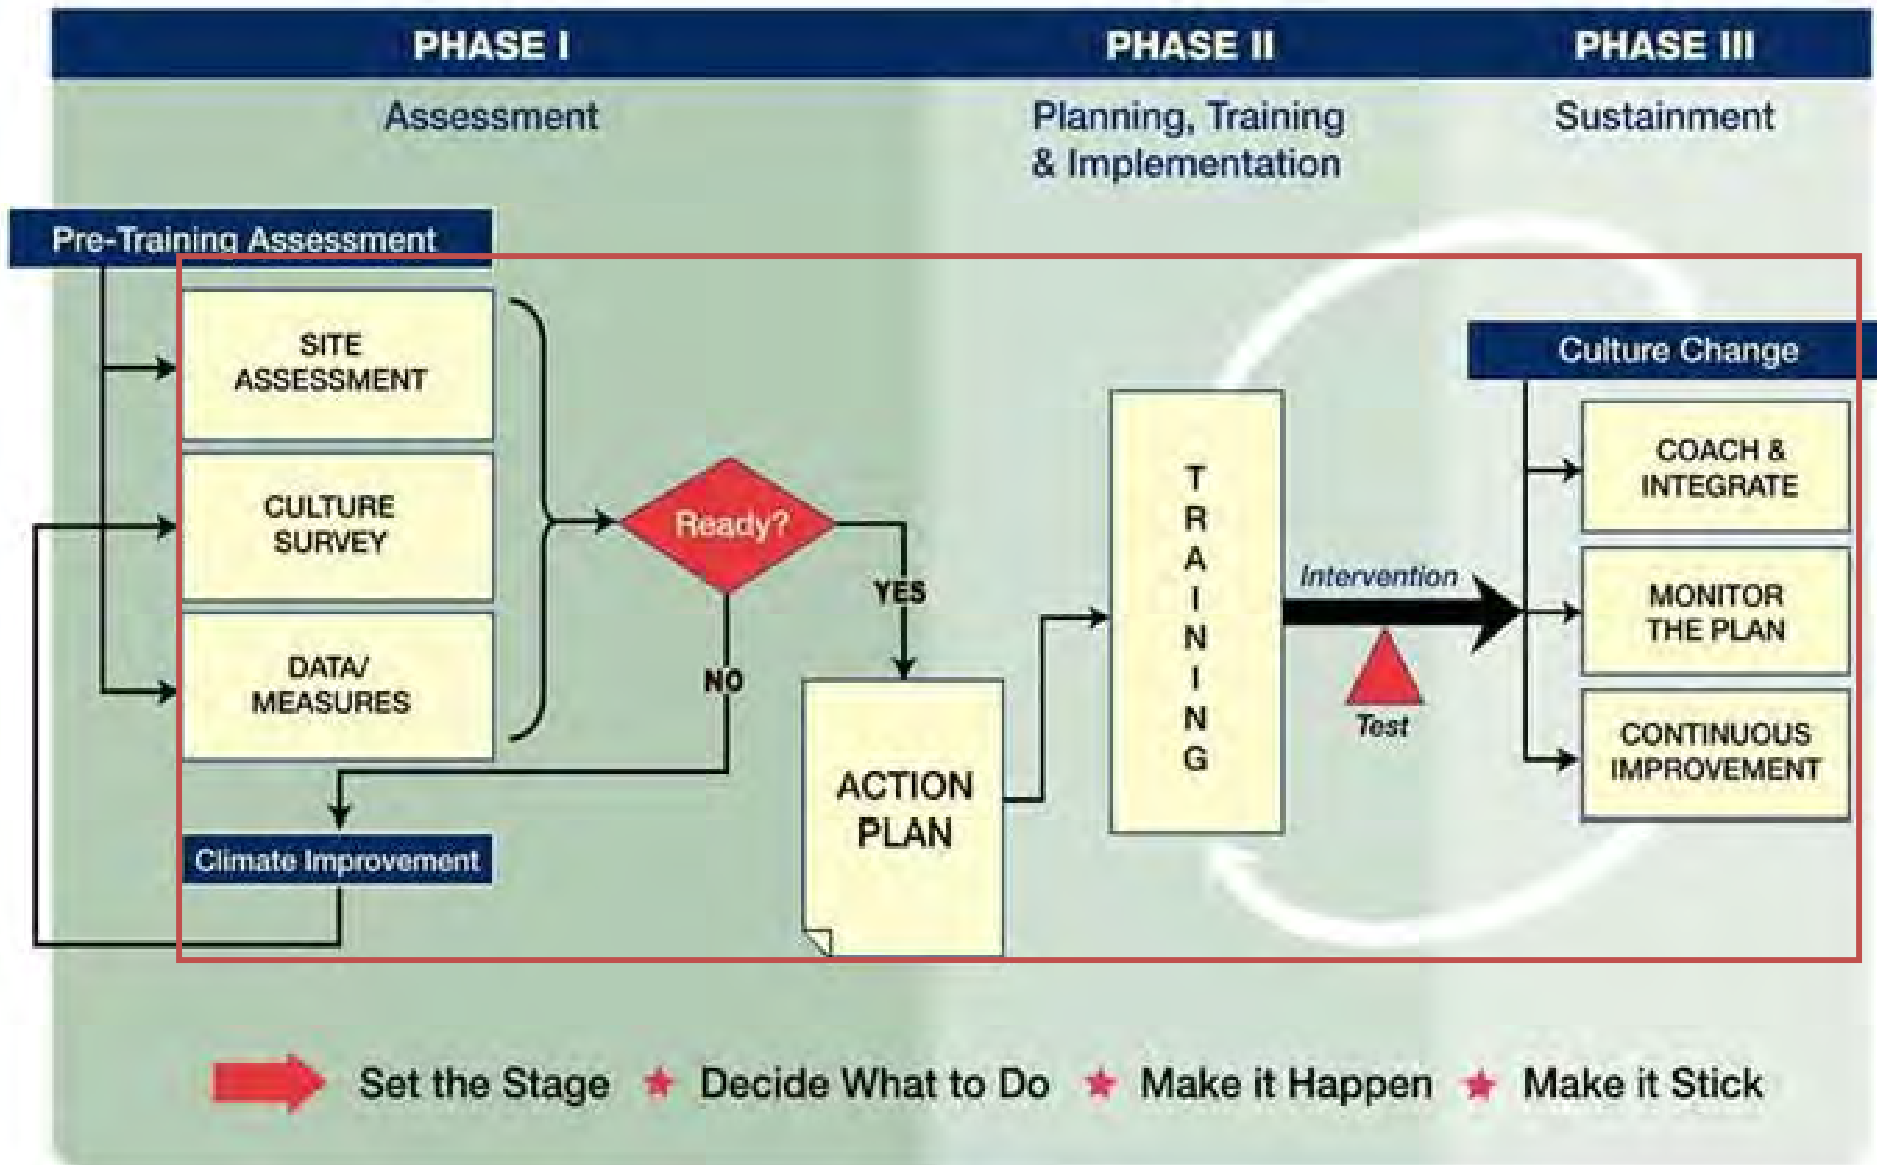 PHASE I
PHASE II
PHASE III
Assessment
Planning, Training
& Implementation
Sustainment
Pre-Training Assessment
SITE
ASSESSMENT
CULTURE
SURVEY
DATA/
MEASURES
Ready?
YES
NO
Climate Improvement
ACTION
PLAN
T
R
A
I
N
I
N
G
Intervention
Test
Culture Change
COACH &
INTEGRATE
MONITOR
THE PLAN
CONTINUOUS
IMPROVEMENT
Set the Stage ★ Decide What to Do ★ Make it Happen ★ Make it Stick